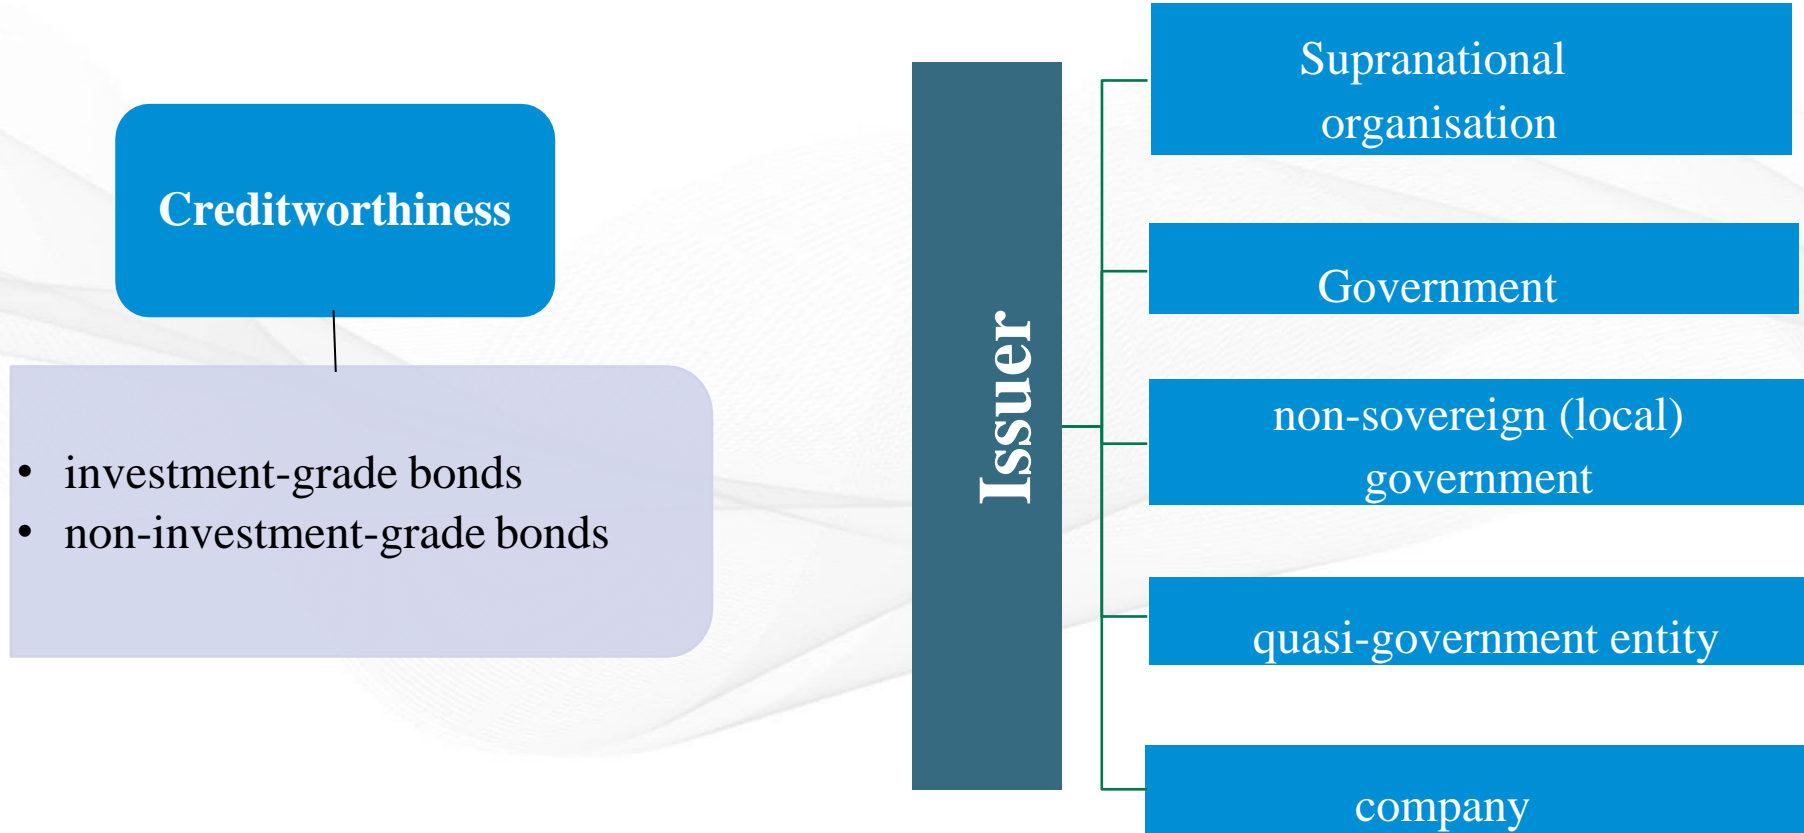 Creditworthiness
• investment-grade bonds
• non-investment-grade bonds
Issuer
Supranational
organisation
Government
non-sovereign (local)
government
quasi-government entity
company